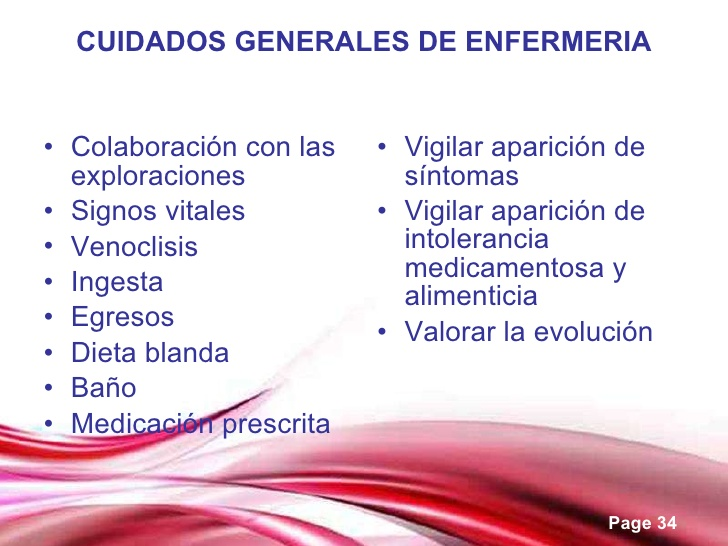 CUIDADOS GENERALES DE ENFERMERIA
• Colaboración con las
exploraciones
• Signos vitales
• Venoclisis
• Ingesta
• Egresos
• Dieta blanda
• Baño
• Medicación prescrita
• Vigilar aparición de
síntomas
• Vigilar aparición de
intolerancia
medicamentosa y
alimenticia
• Valorar la evolución
Page 34